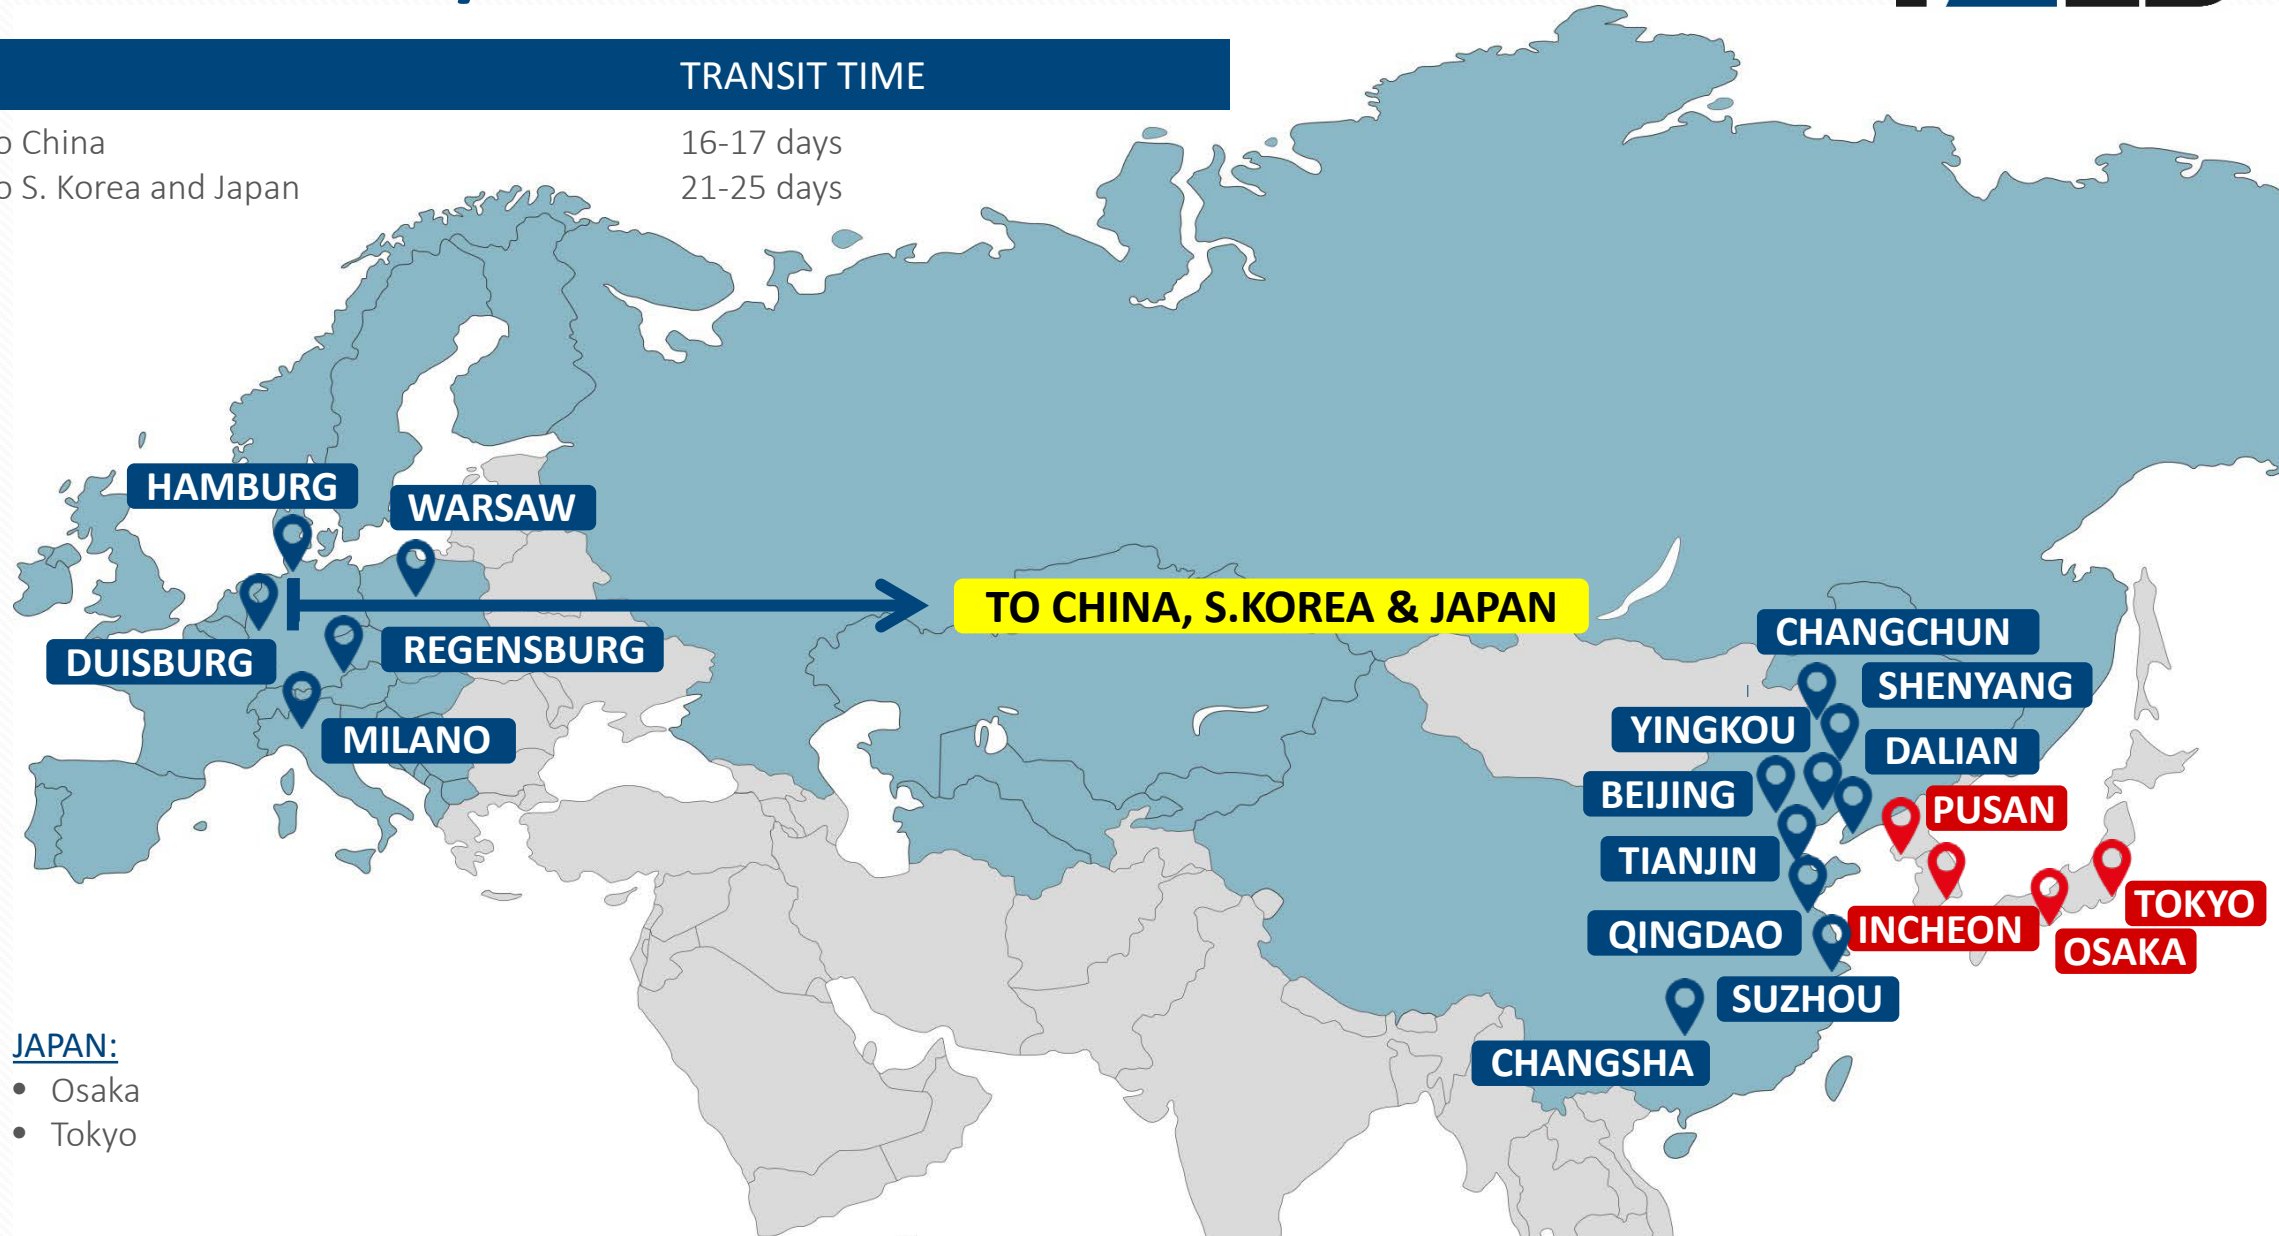 TRANSIT TIME
o China 16-17 days
o S. Korea and Japan 21-25 days
HAMBURG
WARSAW
TO CHINA, S.KOREA & JAPAN
DUISBURG
REGENSBURG
MILANO
CHANGCHUN
SHENYANG
YINGKOU
DALIAN
BEIJING
PUSAN
TIANJIN
TOKYO
QINGDAO
INCHEON
OSAKA
SUZHOU
CHANGSHA
JAPAN:
• Osaka
• Tokyo